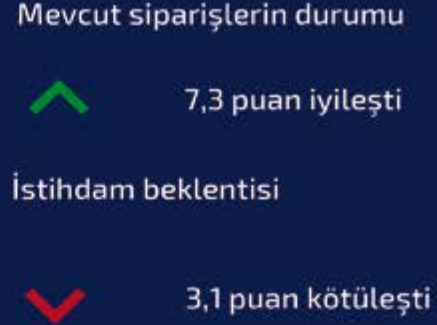 Mevcut siparişlerin durumu
7,3 puan iyileşti
İstihdam beklentisi
3,1 puan kötüleşti